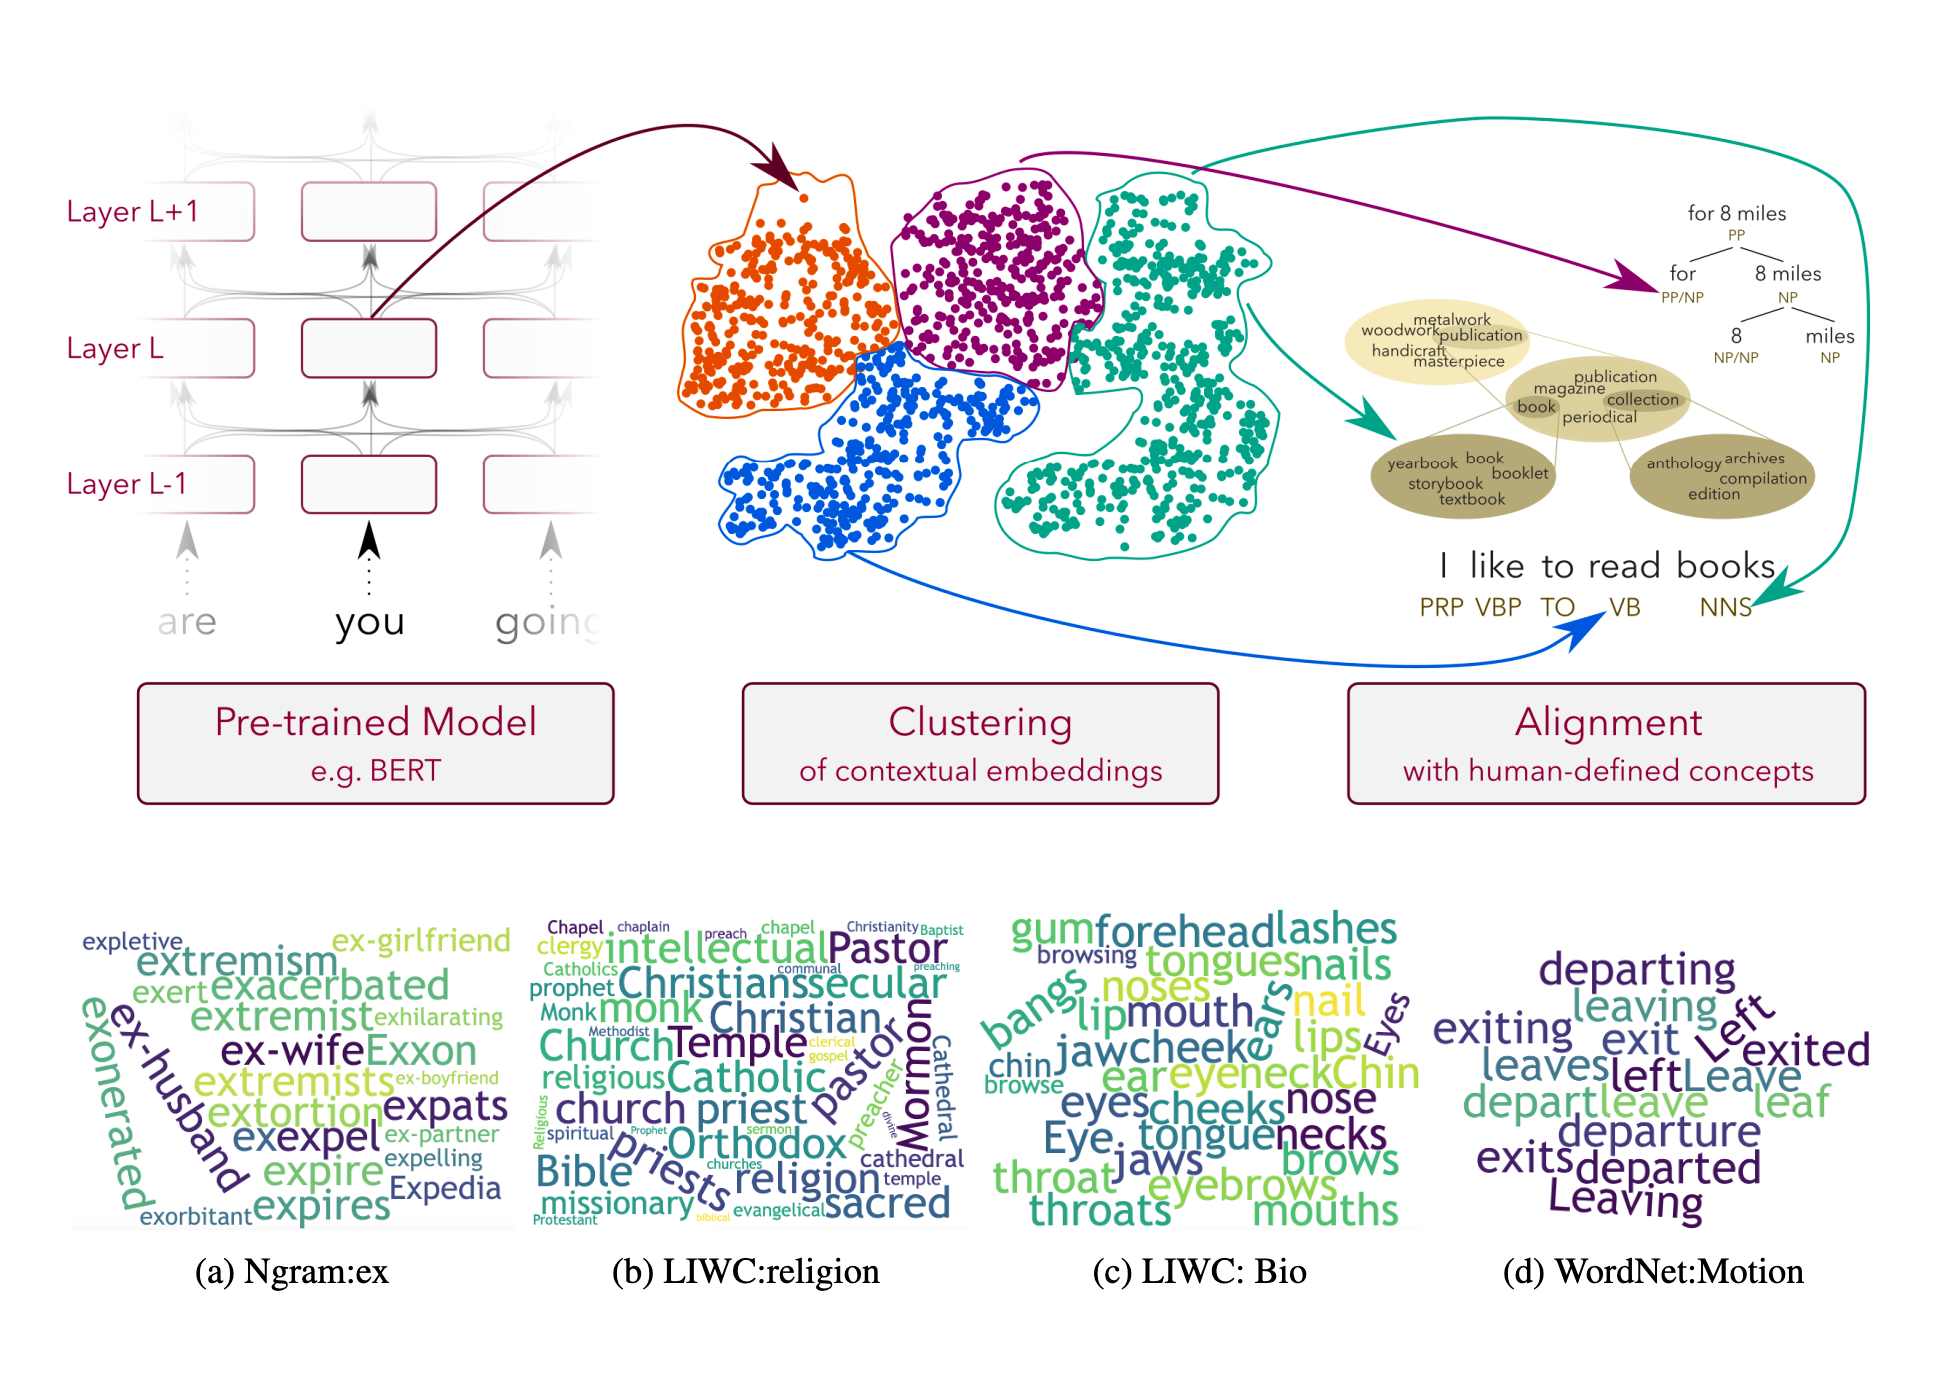 Layer L+1
Layer L
Layer L-1
are you going
for 8 miles
PP
for 8 miles
PP/NP NP
8 miles
NP/NP NP
metalwork
woodwork publication
handicraft
masterpiece
publication
magazine
book collection
periodical
yearbook book
booklet
storybook
textbook
anthology archives
compilation
edition
I like to read books
PRP VBP TO VB NNS
Pre-trained Model
e.g. BERT
Clustering
of contextual embeddings
Alignment
with human-defined concepts
expletive
ex-girlfriend
extremism
exert exacerbated
extremist exhilarating
exonerated
ex-husband
ex-wife Exxon
extremists ex-boyfriend
extortion expats
ex expel ex-partner
expire expelling
expires Expedia
exorbitant
Chapel chaplain preach chapel Christianity Baptist
clergy intellectual Pastor
Catholics communal preaching
prophet Christians secular
Monk monk Christian
Methodist
Church Temple clerical
gospel
pastor
Mormon
Cathedral
religious Catholic
preacher
church priest
divine
Religious
spiritual Prophet sermon
Orthodox
priests
Bible churches religion cathedral
temple
missionary evangelical sacred
Protestant biblical
gum forehead lashes
browsing tongues nails
bangs
noses
ears
nail
lip mouth lips
Eyes
chin jaw cheek
browse ear eye neck Chin
eyes cheeks nose
Eye tongue necks
jaws brows
throat eyebrows
throats mouths
departing
leaving
Left
exiting exit exited
leaves left Leave
depart leave leaf
departure
exits departed
Leaving
(a) Ngram:ex
(b) LIWC:religion
(c) LIWC: Bio
(d) WordNet:Motion